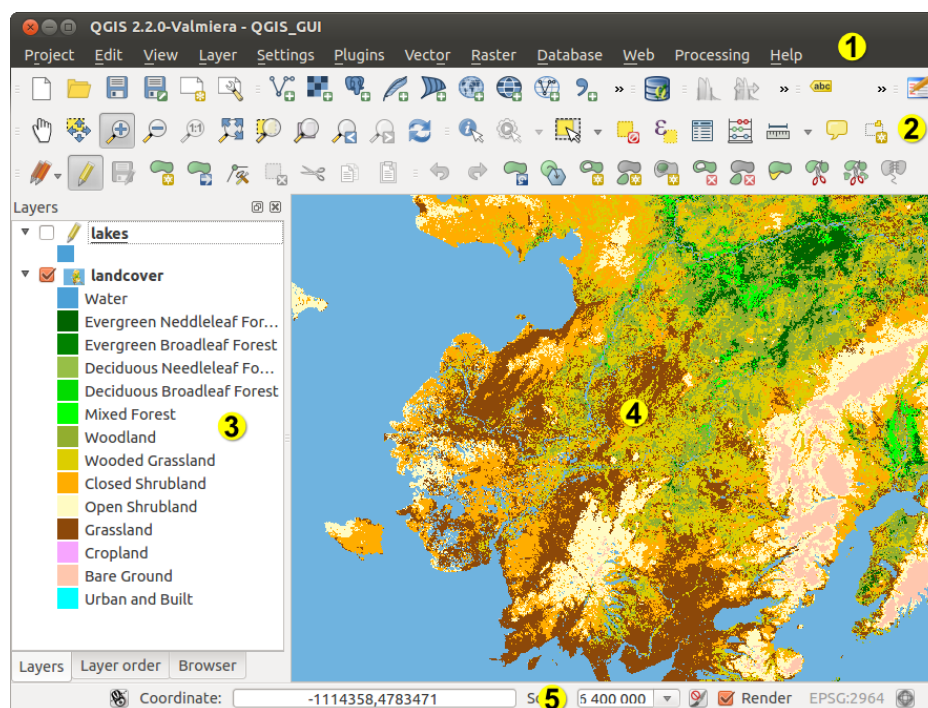 QGIS 2.2.0-Valmiera - QGIS_GUI
Project Edit View Layer Settings Plugins Vector Raster Database Web Processing Help 1
abc
1:1 2
Layers
lakes
landcover
Water
Evergreen Neddleleaf For...
Evergreen Broadleaf Forest
Deciduous Needleleaf Fo...
Deciduous Broadleaf Forest
Mixed Forest
3
Woodland
4
Wooded Grassland
Closed Shrubland
Open Shrubland
Grassland
Cropland
Bare Ground
Urban and Built
Layers Layer order Browser
Coordinate: -1114358,4783471 5 5 400 000 Render EPSG:2964